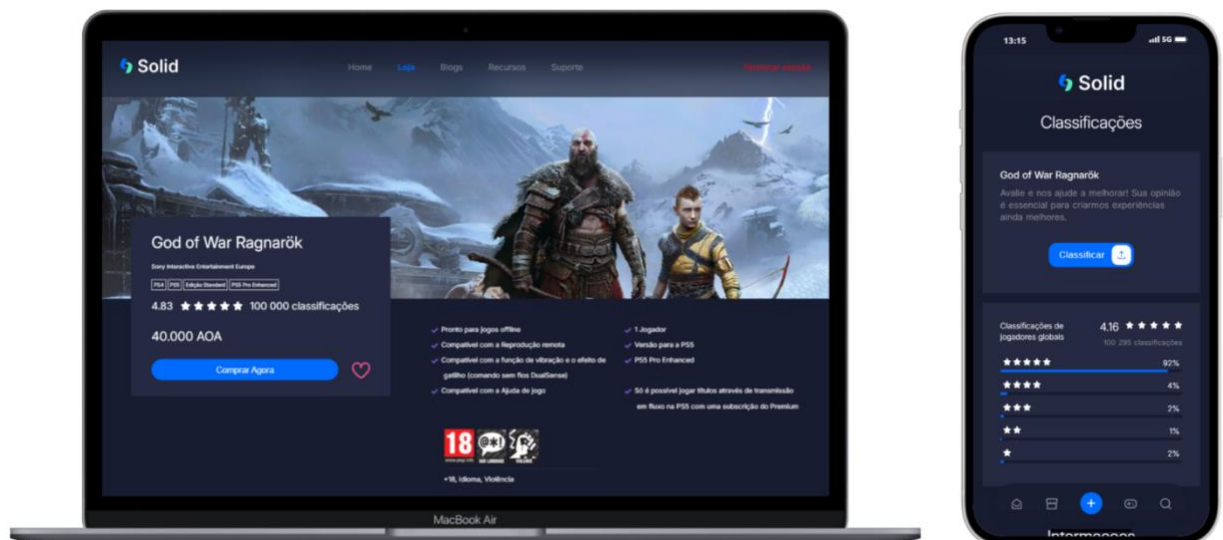 Solid
Home Loja Blogs Recursos Suporte
God of War Ragnarök
Sony Interactive Entertainment Europe
PS4 PS5 Edição Standard PS5 Pro Enhanced
4.83 ★ ★ ★ ★ ★ 100 000 classificações
40.000 AOA
Comprar Agora
Pronto para jogos offline
Compatível com a Reprodução remota
Compatível com a função de vibração e o efeito de
gatilho (comando sem fios DualSense)
Compatível com a Ajuda de jogo
1 Jogador
Versão para a PS5
PS5 Pro Enhanced
Só é possível jogar títulos através de transmissão
em fluxo na PS5 com uma subscrição do Premium
18
www.pegi.info
BAD LANGUAGE VIOLENCE
+18, Idioma, Violência
MacBook Air
13:15 5G
Solid
Classificações
God of War Ragnarök
Avalie e nos ajude a melhorar! Sua opinião
é essencial para criarmos experiências
ainda melhores.
Classificar
Classificações de
jogadores globais
4.16 ★ ★ ★ ★ ★
100 295 classificações
★★★★★ 92%
★★★★ 4%
★★★ 2%
★★ 1%
★ 2%